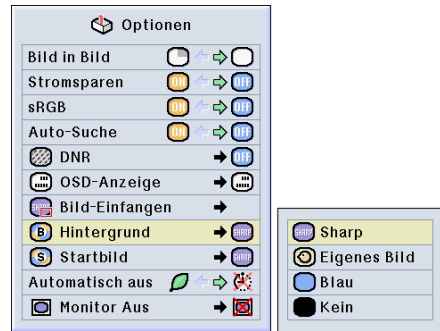 Optionen
Bild in Bild
Stromsparen ON OFF
sRGB ON OFF
Auto-Suche ON OFF
DNR OFF
OSD-Anzeige
Bild-Einfangen
B Hintergrund SHARP
S Startbild SHARP
Automatisch aus
Monitor Aus
SHARP Sharp
Eigenes Bild
Blau
Kein